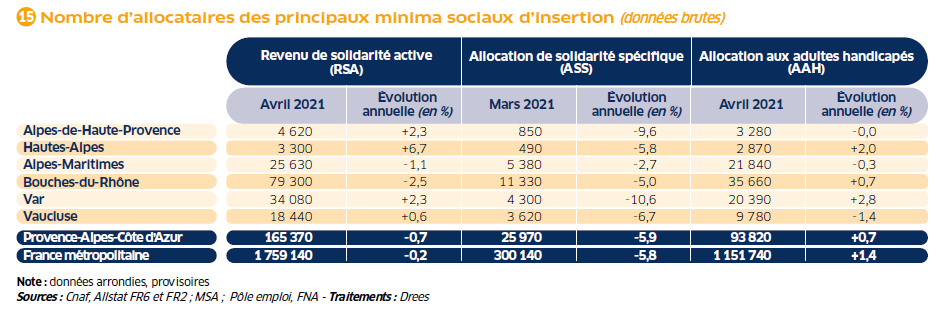 15 Nombre d'allocataires des principaux minima sociaux d'insertion (données brutes)
Revenu de solidarité active (RSA) Allocation de solidarité spécifique (ASS) Allocation aux adultes handicapés (AAH)
Avril 2021 Évolution annuelle (en %) Mars 2021 Évolution annuelle (en %) Avril 2021 Évolution annuelle (en %)
Alpes-de-Haute-Provence 4 620 +2,3 850 -9,6 3 280 -0,0
Hautes-Alpes 3 300 +6,7 490 -5,8 2 870 +2,0
Alpes-Maritimes 25 630 -1,1 5 380 -2,7 21 840 -0,3
Bouches-du-Rhône 79 300 -2,5 11 330 -5,0 35 660 +0,7
Var 34 080 +2,3 4 300 -10,6 20 390 +2,8
Vaucluse 18 440 +0,6 3 620 -6,7 9 780 -1,4
Provence-Alpes-Côte d'Azur 165 370 -0,7 25 970 -5,9 93 820 +0,7
France métropolitaine 1 759 140 -0,2 300 140 -5,8 1 151 740 +1,4
Note : données arrondies, provisoires
Sources : Cnaf, Allstat FR6 et FR2 ; MSA ; Pôle emploi, FNA - Traitements : Drees